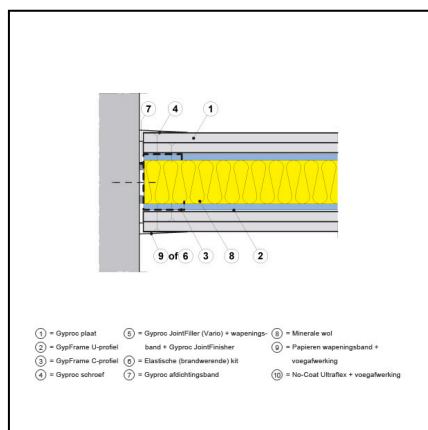 7 4 1
9 of 6 3 8 2
1 = Gyproc plaat
2 = GypFrame U-profiel
3 = GypFrame C-profiel
4 = Gyproc schroef
5 = Gyproc JointFiller (Vario) + wapenings-
band + Gyproc JointFinisher
6 = Elastische (brandwerende) kit
7 = Gyproc afdichtingsband
8 = Minerale wol
9 = Papieren wapeningsband +
voegafwerking
10 = No-Coat Ultraflex + voegafwerking